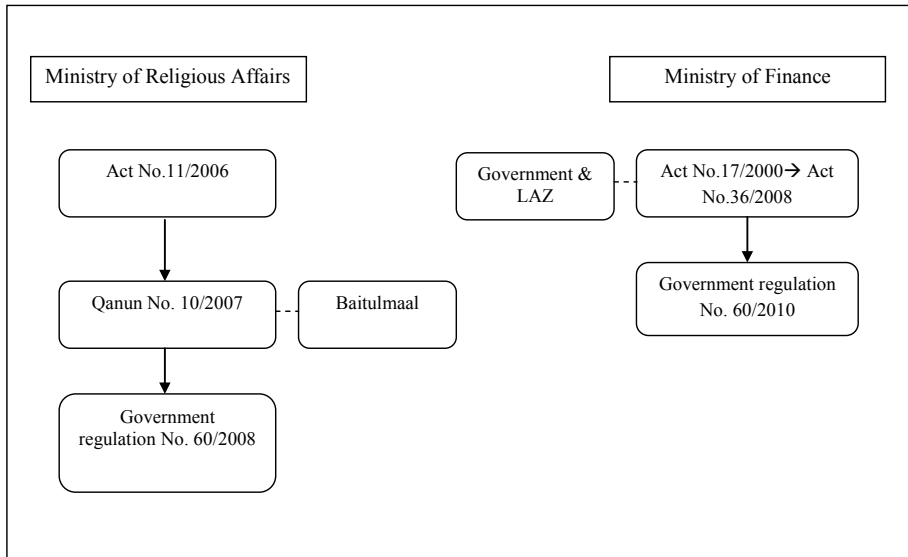 Ministry of Religious Affairs
Ministry of Finance
Act No.11/2006
Government &
LAZ
Act No.17/2000→ Act
No.36/2008
Qanun No. 10/2007
Baitulmaal
Government regulation
No. 60/2010
Government
regulation No. 60/2008